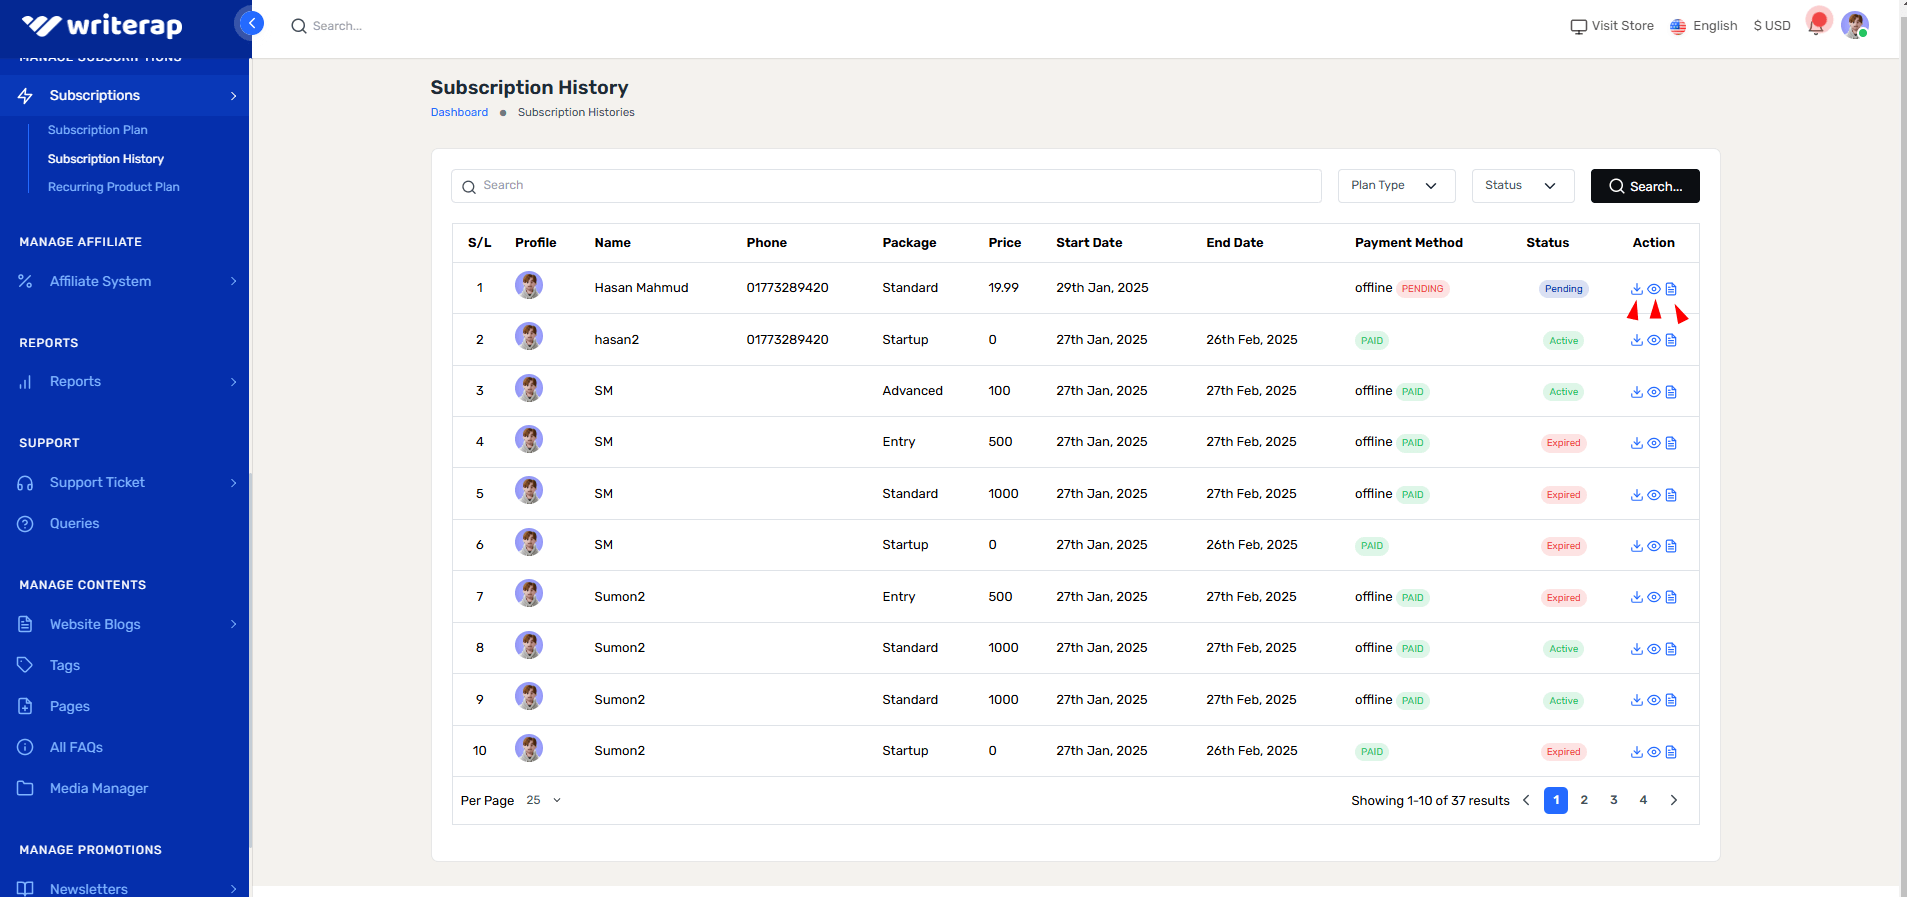 writerap
Search...
Visit Store
English
$ USD
MANAGE SUBSCRIPTIONS
Subscriptions
Subscription Plan
Subscription History
Recurring Product Plan
MANAGE AFFILIATE
Affiliate System
REPORTS
Reports
SUPPORT
Support Ticket
Queries
MANAGE CONTENTS
Website Blogs
Tags
Pages
All FAQs
Media Manager
MANAGE PROMOTIONS
Newsletters
Subscription History
Dashboard Subscription Histories
Search Plan Type Status Search...
S/L Profile Name Phone Package Price Start Date End Date Payment Method Status Action
1 Hasan Mahmud 01773289420 Standard 19.99 29th Jan, 2025 offline PENDING Pending
2 hasan2 01773289420 Startup 0 27th Jan, 2025 26th Feb, 2025 PAID Active
3 SM Advanced 100 27th Jan, 2025 27th Feb, 2025 offline PAID Active
4 SM Entry 500 27th Jan, 2025 27th Feb, 2025 offline PAID Expired
5 SM Standard 1000 27th Jan, 2025 27th Feb, 2025 offline PAID Expired
6 SM Startup 0 27th Jan, 2025 26th Feb, 2025 PAID Expired
7 Sumon2 Entry 500 27th Jan, 2025 27th Feb, 2025 offline PAID Expired
8 Sumon2 Standard 1000 27th Jan, 2025 27th Feb, 2025 offline PAID Active
9 Sumon2 Standard 1000 27th Jan, 2025 27th Feb, 2025 offline PAID Active
10 Sumon2 Startup 0 27th Jan, 2025 26th Feb, 2025 PAID Expired
Per Page 25 Showing 1-10 of 37 results 1 2 3 4